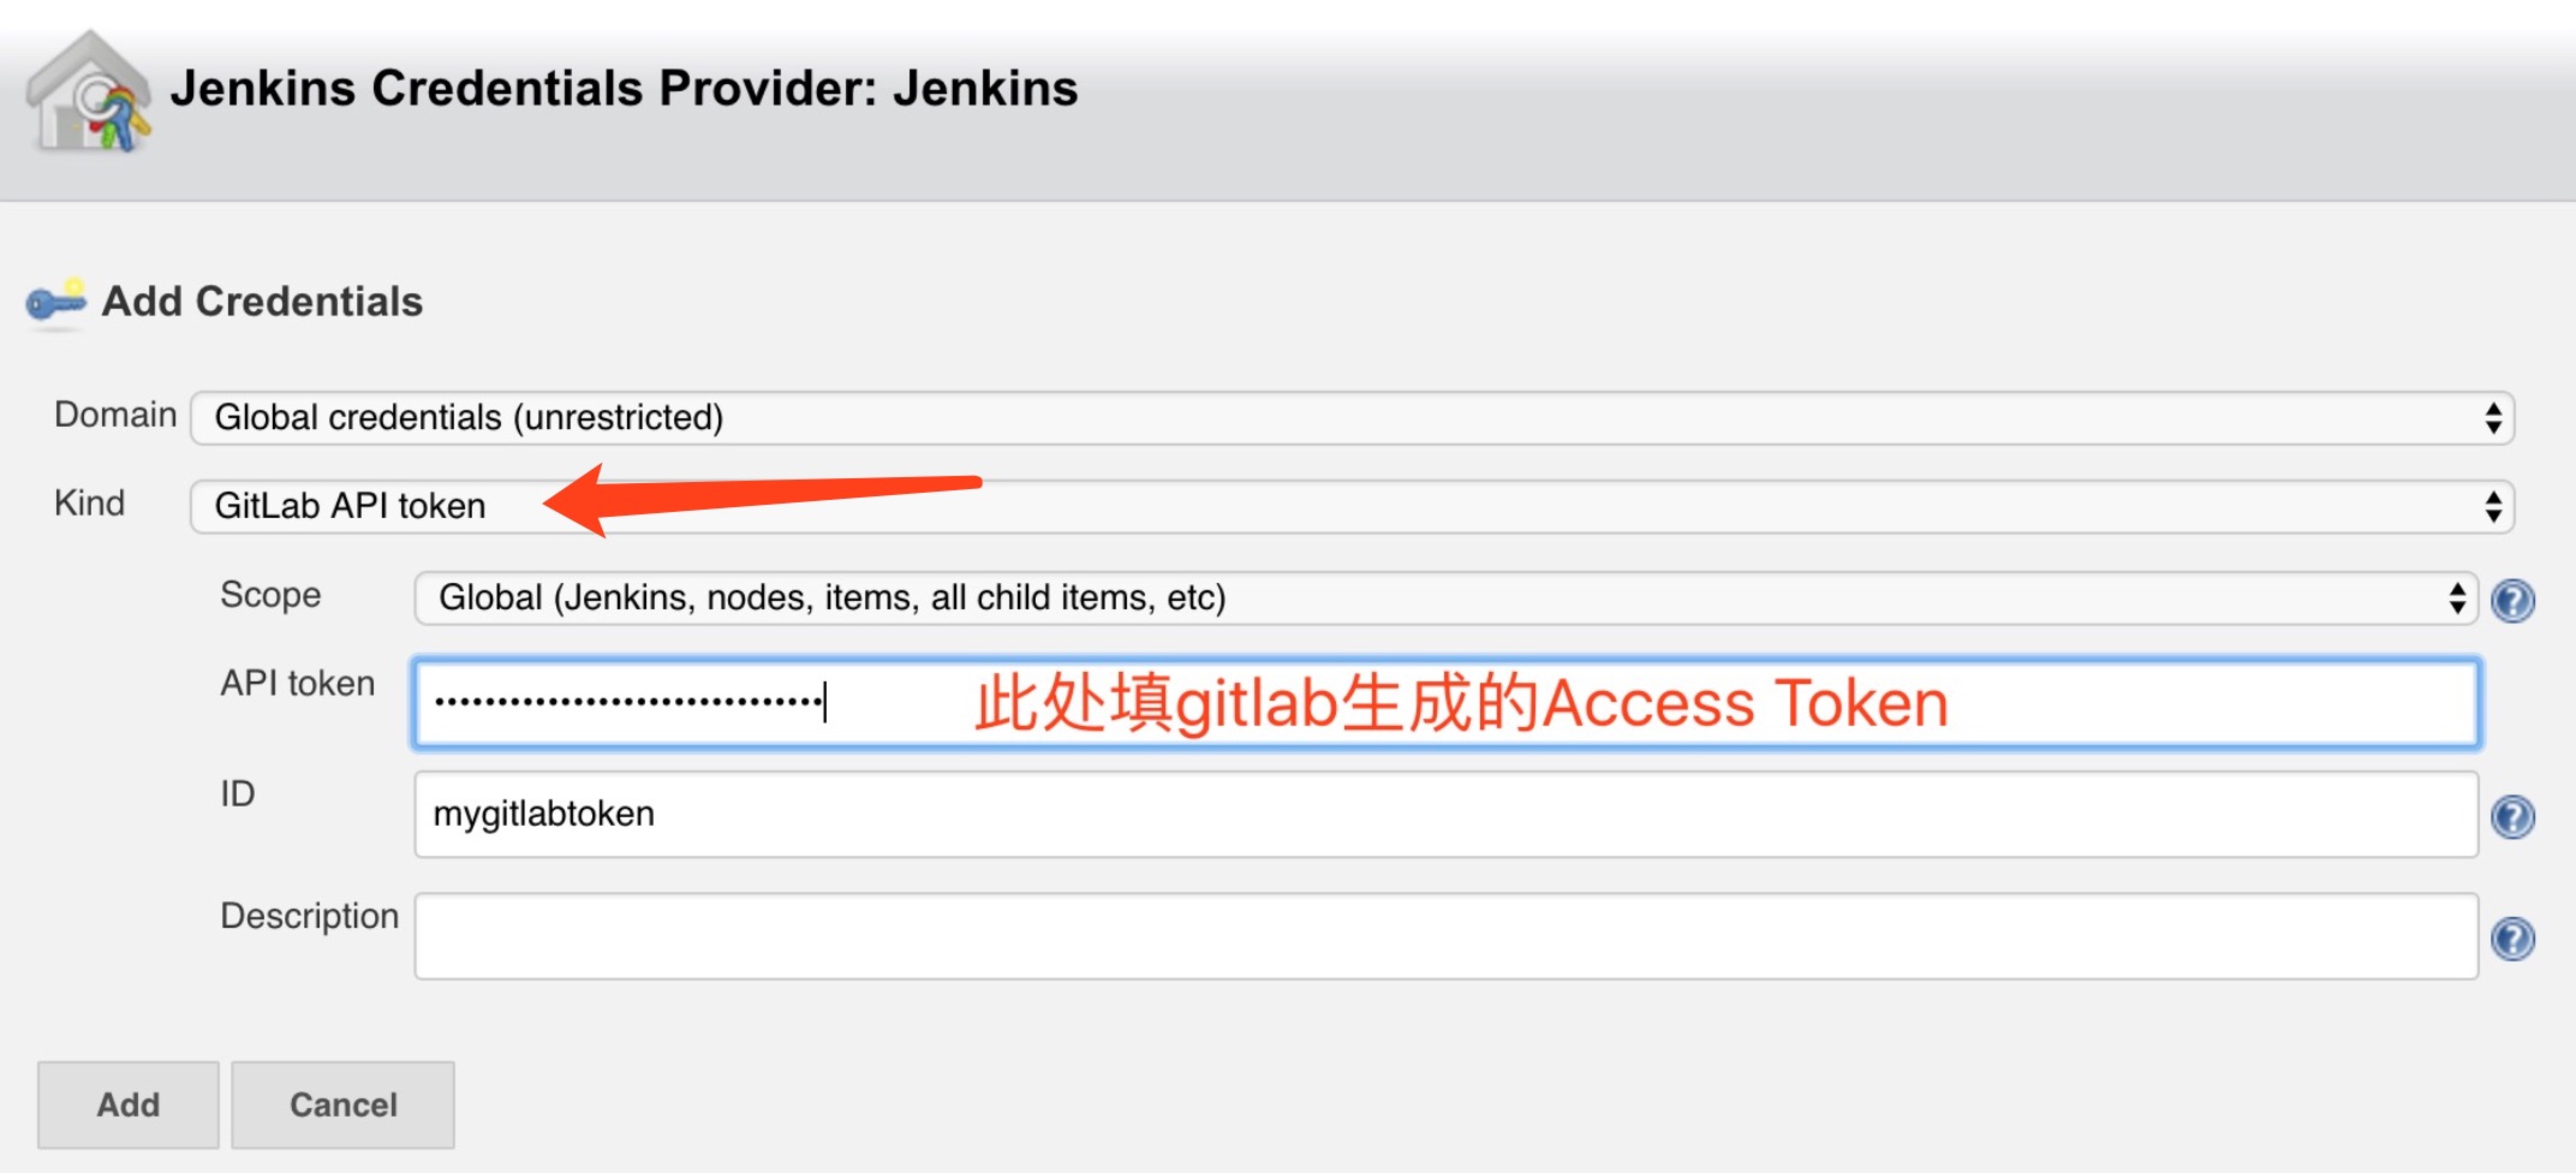 Jenkins Credentials Provider: Jenkins
Add Credentials
Domain Global credentials (unrestricted)
Kind GitLab API token
Scope Global (Jenkins, nodes, items, all child items, etc)
API token ••••••••••••••••••••••••••••••• 此处填gitlab生成的Access Token
ID mygitlabtoken
Description
Add Cancel